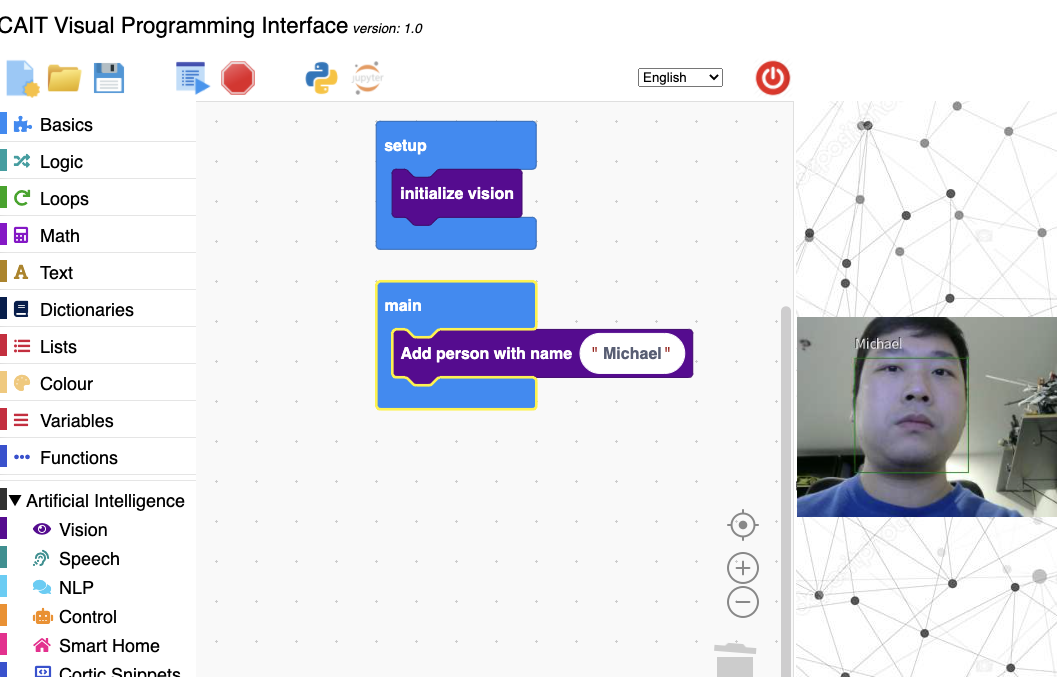 CAIT Visual Programming Interface version: 1.0
jupyter
English
Basics
Logic
Loops
Math
Text
Dictionaries
Lists
Colour
Variables
Functions
Artificial Intelligence
Vision
Speech
NLP
Control
Smart Home
Cortic Snippets
setup
initialize vision
main
Add person with name " Michael "
Michael